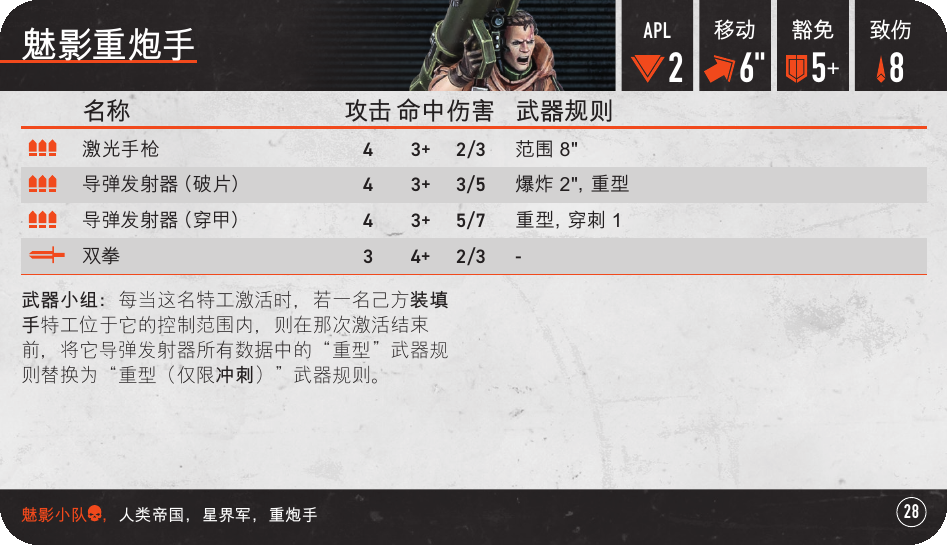 魅影重炮手
APL 移动 豁免 致伤
2 6" 5+ 8
名称 攻击 命中 伤害 武器规则
激光手枪 4 3+ 2/3 范围 8"
导弹发射器（破片） 4 3+ 3/5 爆炸 2", 重型
导弹发射器（穿甲） 4 3+ 5/7 重型, 穿刺 1
双拳 3 4+ 2/3 -
武器小组：每当这名特工激活时，若一名己方装填
手特工位于它的控制范围内，则在那次激活结束
前，将它导弹发射器所有数据中的“重型”武器规
则替换为“重型（仅限冲刺）”武器规则。
魅影小队，人类帝国，星界军，重炮手
28